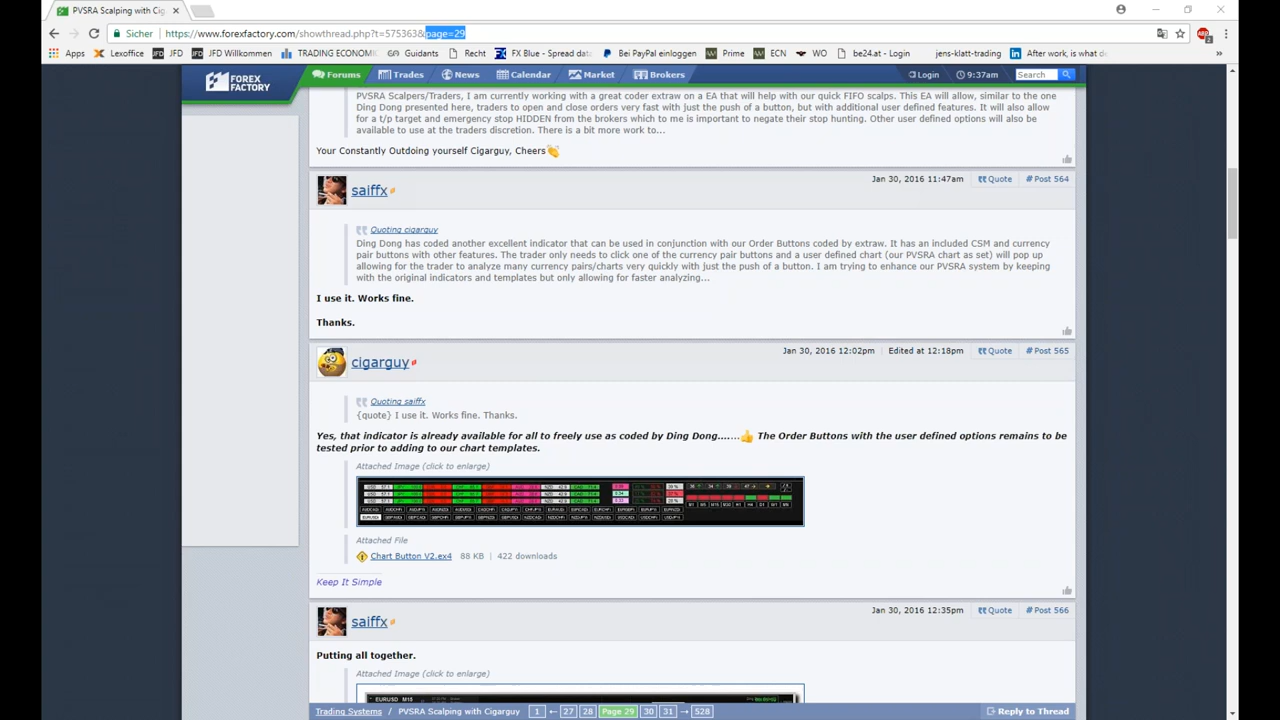 PVSRA Scalping with Cig
Sicher https://www.forexfactory.com/showthread.php?t=575363&page=29
Apps Lexoffice JFD JFD Willkommen TRADING ECONOMIC Guidants FX Blue - Spread data Bei PayPal einloggen Prime ECN WO be24.at - Login jens-klatt-trading After work, is what de
FOREX FACTORY
Forums Trades News Calendar Market Brokers Login 9:37am Search
PVSRA Scalpers/Traders, I am currently working with a great coder extraw on a EA that will help with our quick FIFO scalps. This EA will allow, similar to the one
Ding Dong presented here, traders to open and close orders very fast with just the push of a button, but with additional user defined features. It will also allow
for a t/p target and emergency stop HIDDEN from the brokers which to me is important to negate their stop hunting. Other user defined options will also be
available to use at the traders discretion. There is a bit more work to...
Your Constantly Outdoing yourself Cigarguy, Cheers
saiffx
Jan 30, 2016 11:47am Quote # Post 564
Quoting cigarguy
Ding Dong has coded another excellent indicator that can be used in conjunction with our Order Buttons coded by extraw. It has an included CSM and currency
pair buttons with other features. The trader only needs to click one of the currency pair buttons and a user defined chart (our PVSRA chart as set) will pop up
allowing for the trader to analyze many currency pairs/charts very quickly with just the push of a button. I am trying to enhance our PVSRA system by keeping
with the original indicators and templates but only allowing for faster analyzing...
I use it. Works fine.
Thanks.
cigarguy
Jan 30, 2016 12:02pm | Edited at 12:18pm Quote # Post 565
Quoting saiffx
{quote} I use it. Works fine. Thanks.
Yes, that indicator is already available for all to freely use as coded by Ding Dong....... The Order Buttons with the user defined options remains to be
tested prior to adding to our chart templates.
Attached Image (click to enlarge)
Attached File
Chart Button V2.ex4 88 KB | 422 downloads
Keep It Simple
saiffx
Jan 30, 2016 12:35pm Quote # Post 566
Putting all together.
Attached Image (click to enlarge)
EURUSD M15
Trading Systems / PVSRA Scalping with Cigarguy 1 ← 27 28 Page 29 30 31 → 528 Reply to Thread